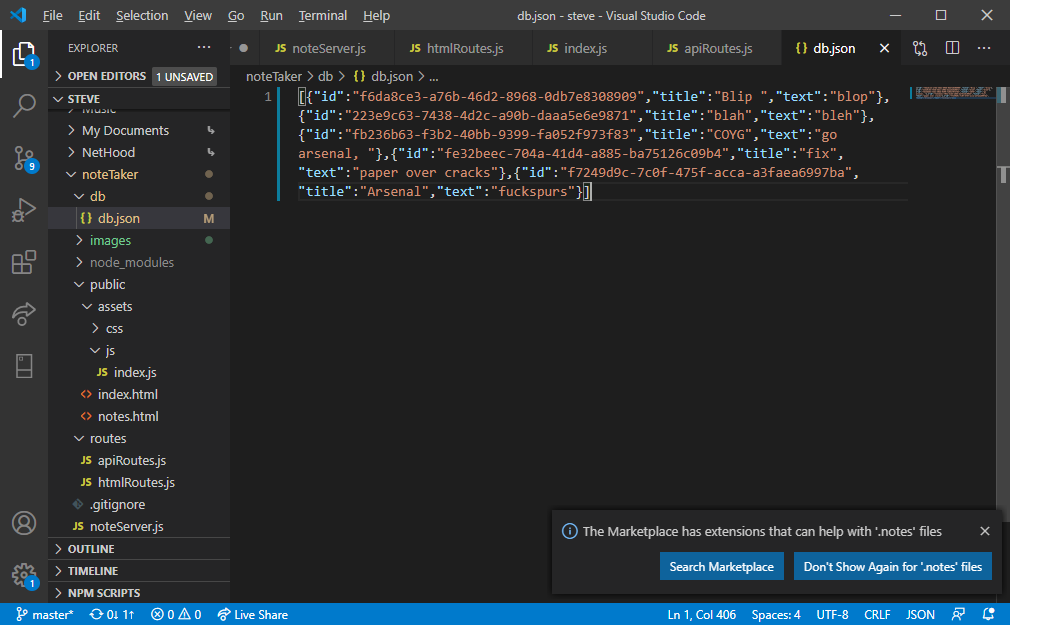 File Edit Selection View Go Run Terminal Help db.json - steve - Visual Studio Code
EXPLORER
JS noteServer.js JS htmlRoutes.js JS index.js JS apiRoutes.js {} db.json
1
OPEN EDITORS 1 UNSAVED
noteTaker > db > {} db.json > ...
STEVE
Music
My Documents
NetHood
noteTaker
db
{} db.json M
images
node_modules
public
assets
css
js
JS index.js
<> index.html
<> notes.html
routes
JS apiRoutes.js
JS htmlRoutes.js
.gitignore
JS noteServer.js
OUTLINE
TIMELINE
NPM SCRIPTS
9
1
1 [{"id":"f6da8ce3-a76b-46d2-8968-0db7e8308909","title":"Blip ","text":"blop"},
{"id":"223e9c63-7438-4d2c-a90b-daaa5e6e9871","title":"blah","text":"bleh"},
{"id":"fb236b63-f3b2-40bb-9399-fa052f973f83","title":"COYG","text":"go
arsenal, "},{"id":"fe32beec-704a-41d4-a885-ba75126c09b4","title":"fix",
"text":"paper over cracks"},{"id":"f7249d9c-7c0f-475f-acca-a3faea6997ba",
"title":"Arsenal","text":"fuckspurs"}]
The Marketplace has extensions that can help with '.notes' files
Search Marketplace Don't Show Again for '.notes' files
master* 0↓ 1↑ 0 0 Live Share Ln 1, Col 406 Spaces: 4 UTF-8 CRLF JSON